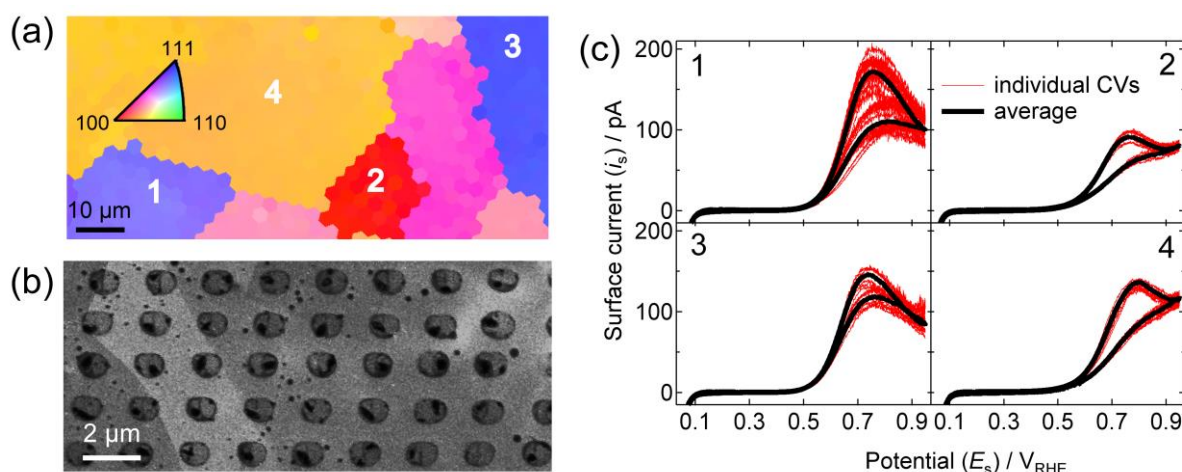 (a)
111
100
110
1
2
3
4
10 µm
(b)
2 µm
(c)
Surface current (iₛ) / pA
200
100
0
200
100
0
1
2
3
4
individual CVs
average
0.1 0.3 0.5 0.7 0.9
0.1 0.3 0.5 0.7 0.9
Potential (Eₛ) / V_RHE